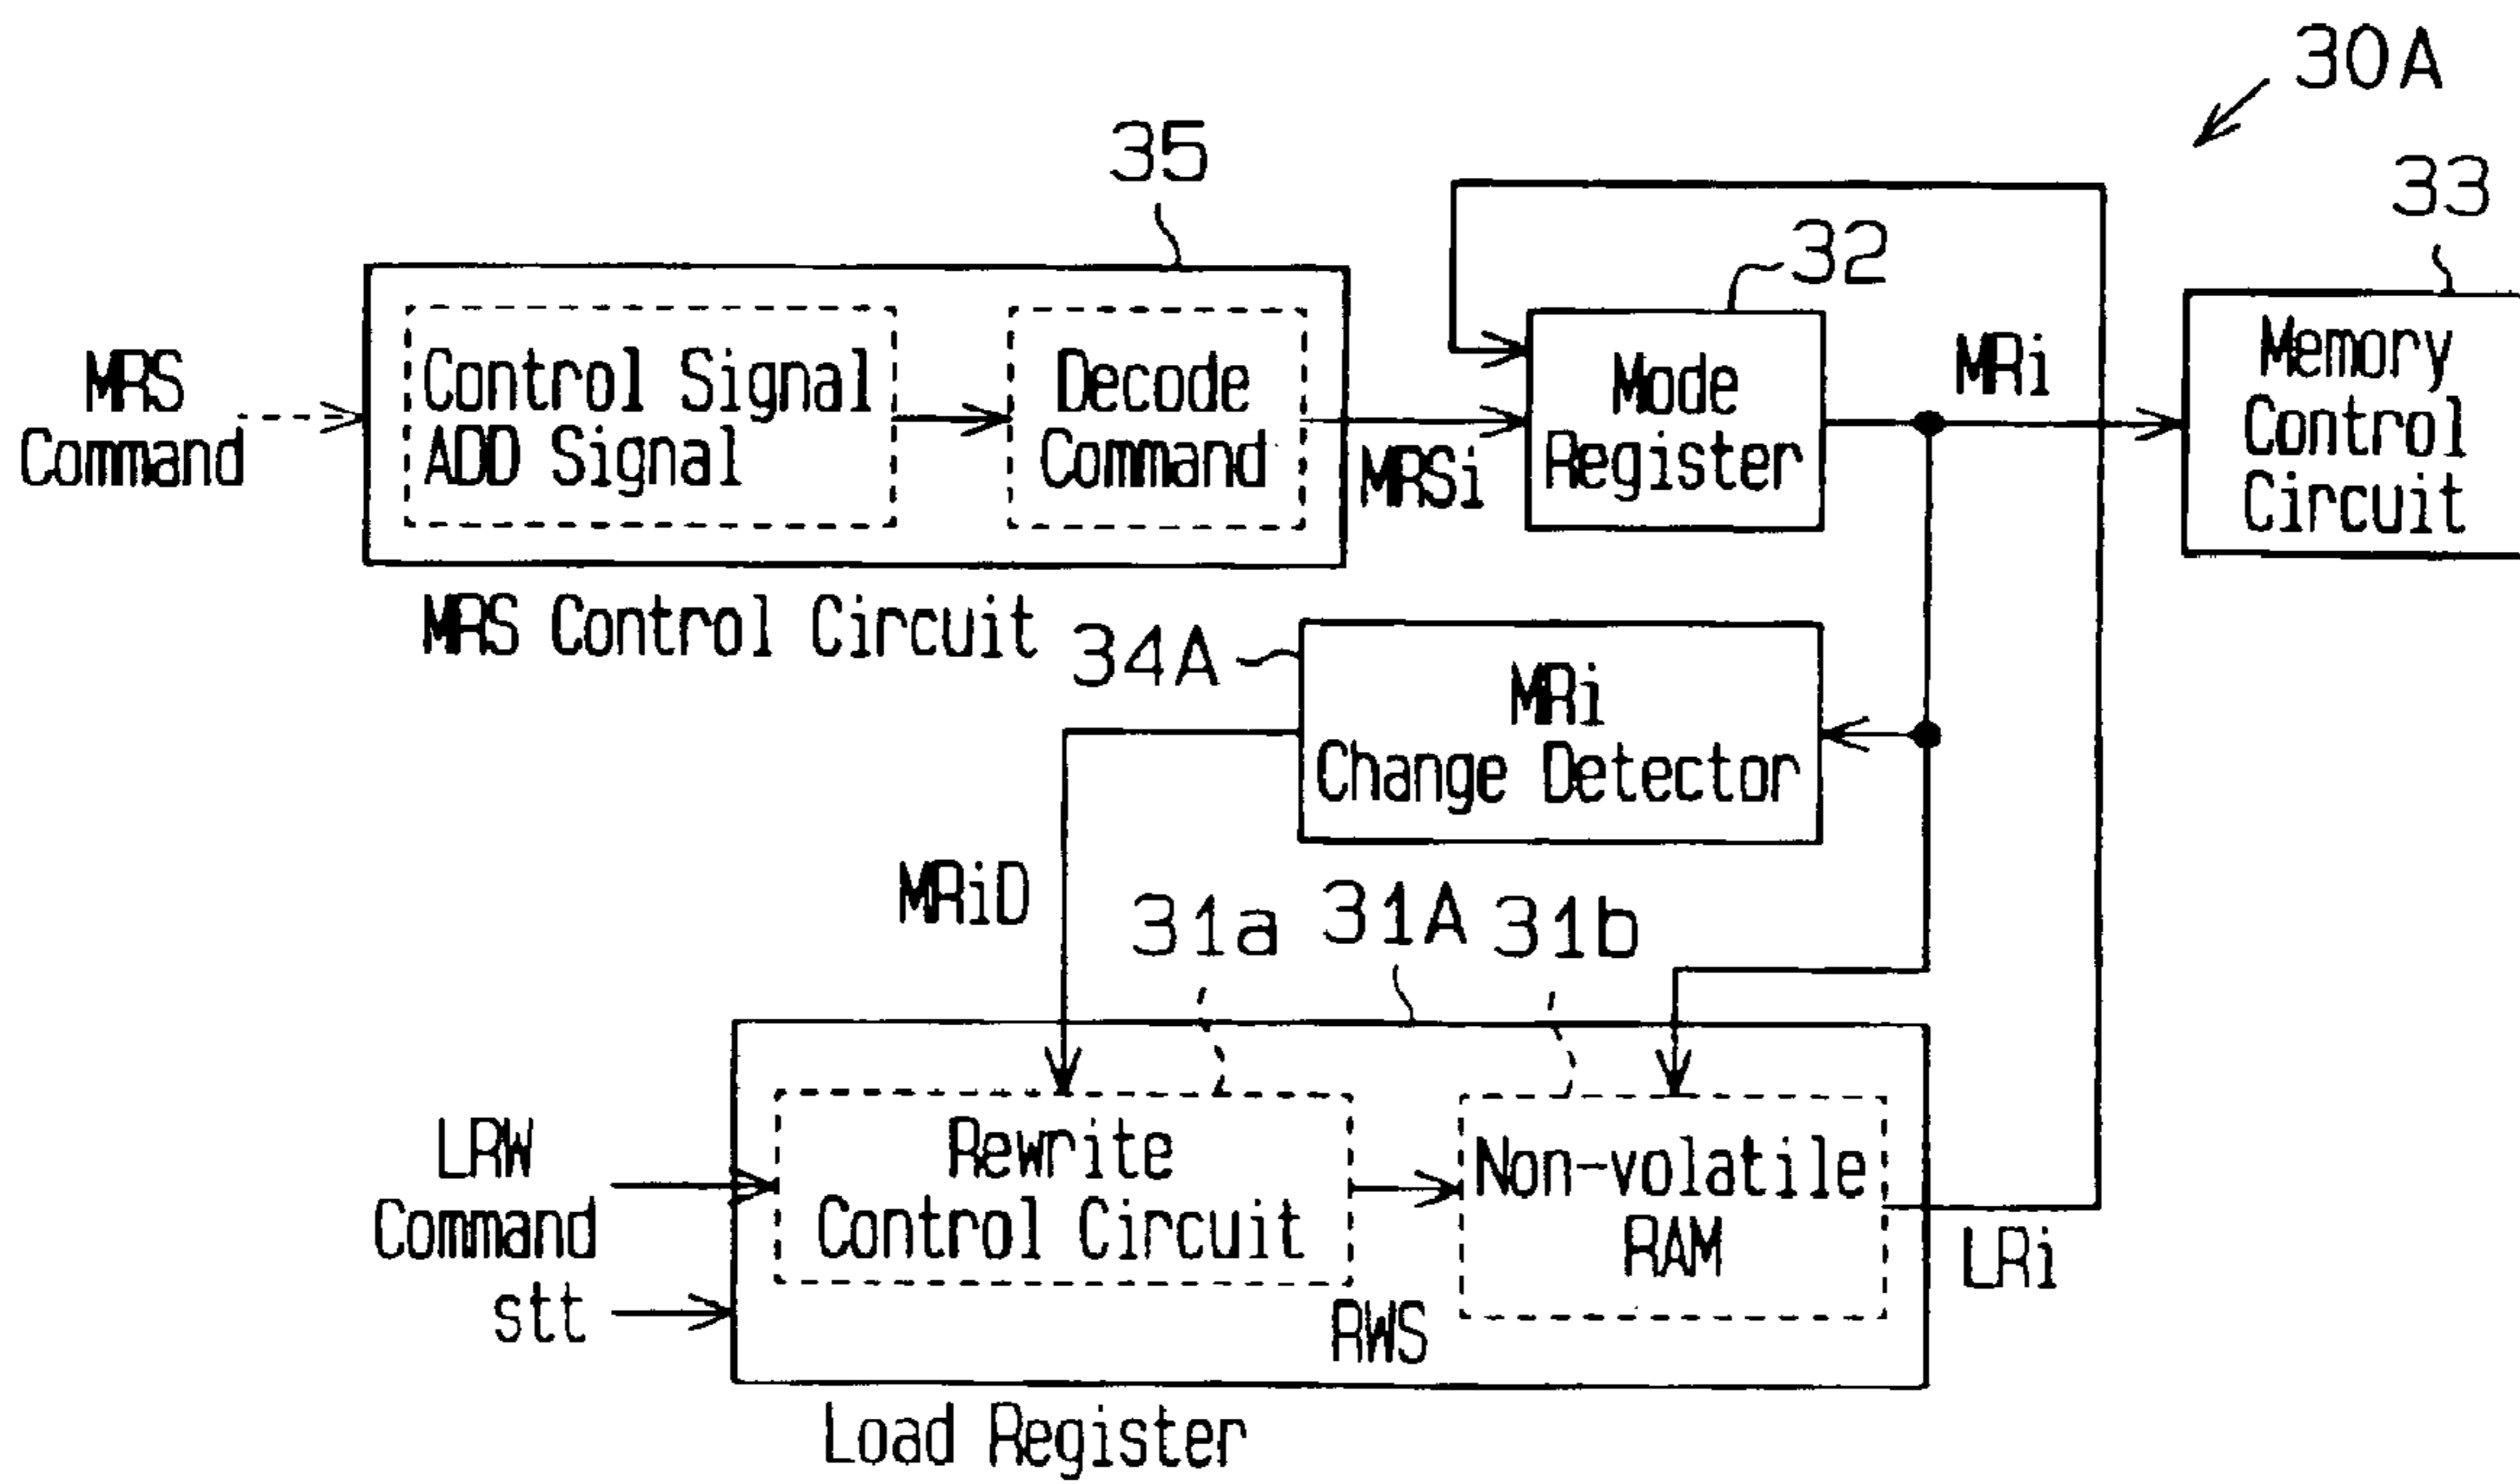 30A
35
33
32
MRS
Command
Control Signal
ADD Signal
Decode
Command
MRSi
Mode
Register
MRi
Memory
Control
Circuit
MRS Control Circuit
34A
MRi
Change Detector
MRiD
31a
31A
31b
LRW
Command
stt
Rewrite
Control Circuit
RWS
Non-volatile
RAM
LRi
Load Register